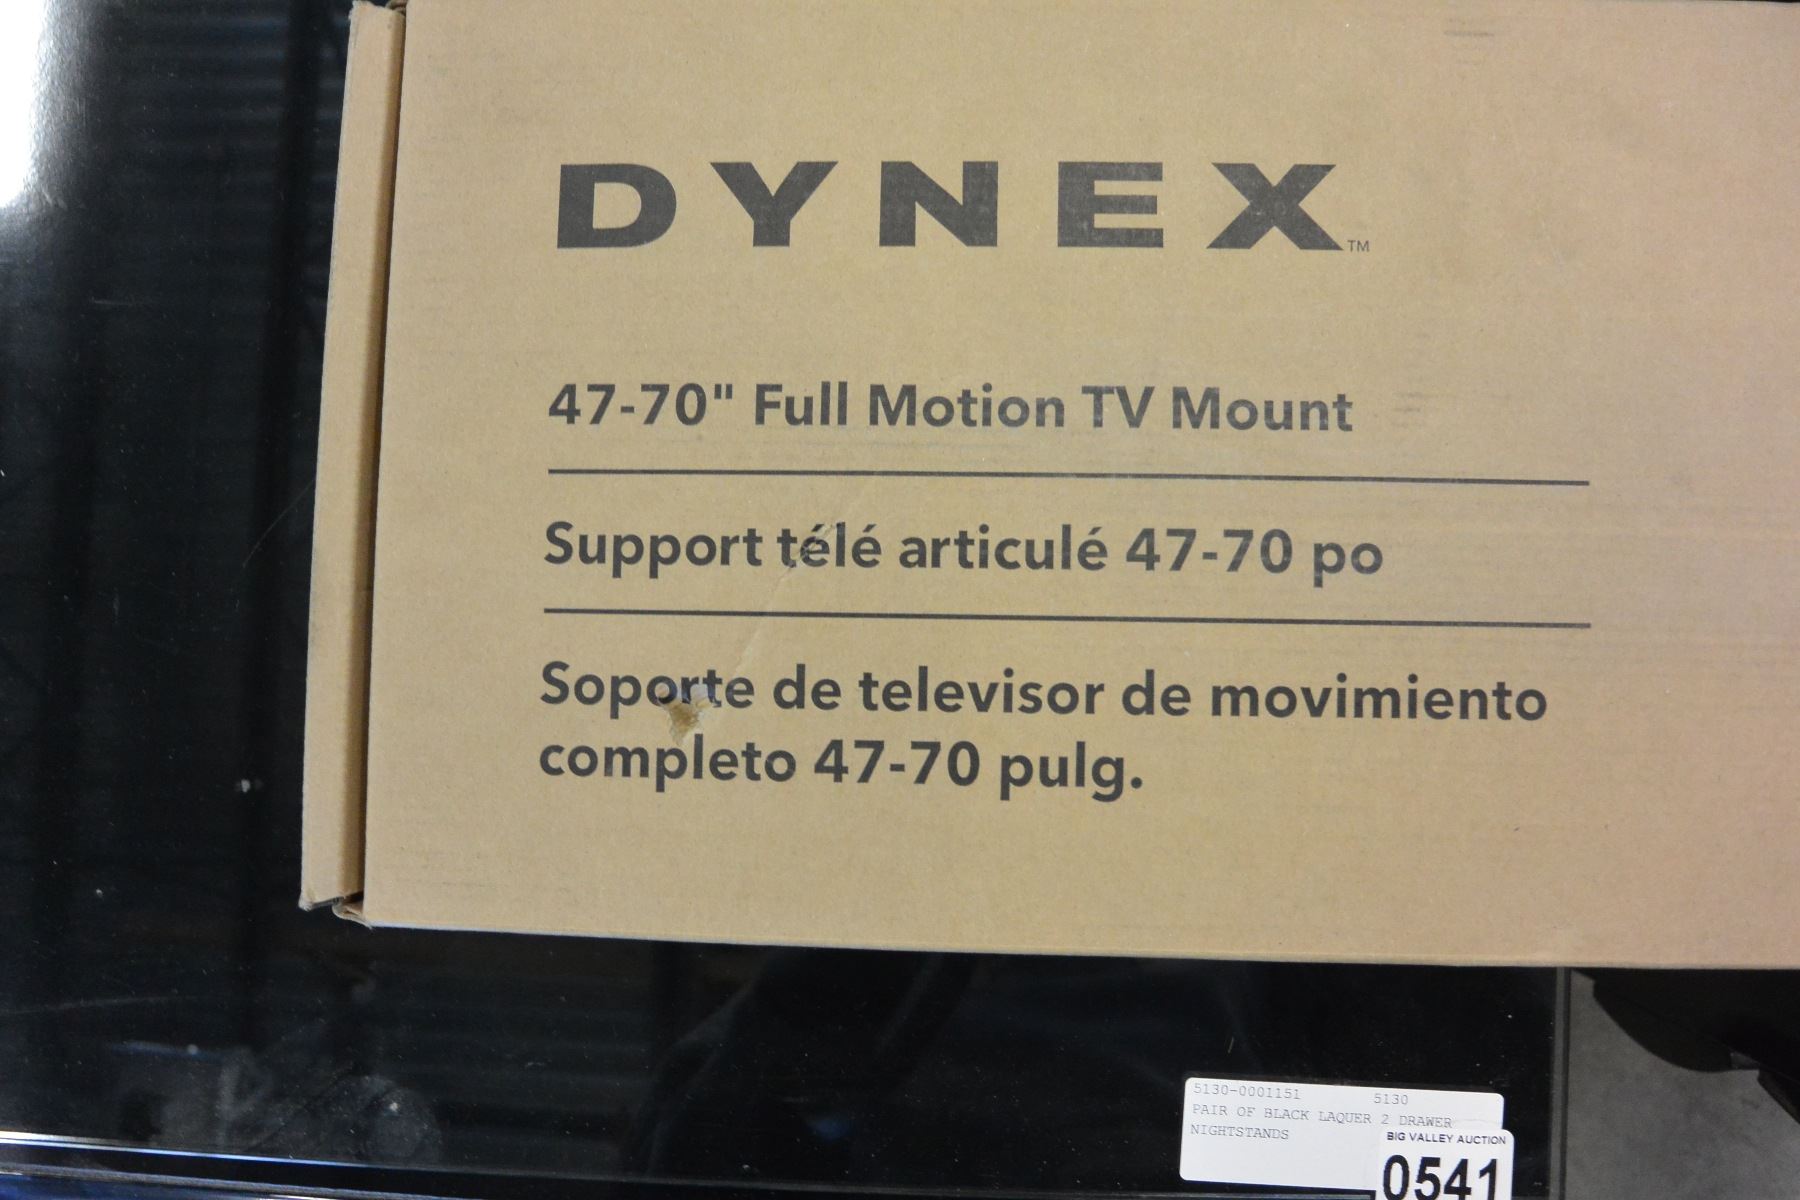 DYNEX™
47-70" Full Motion TV Mount
Support télé articulé 47-70 po
Soporte de televisor de movimiento
completo 47-70 pulg.
5130-0001151 5130
PAIR OF BLACK LAQUER 2 DRAWER
NIGHTSTANDS
BIG VALLEY AUCTION
0541